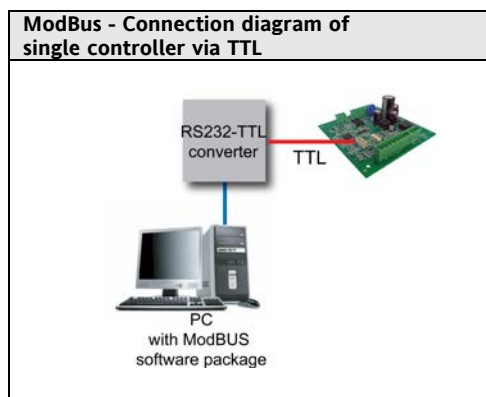 ModBus - Connection diagram of
single controller via TTL
RS232-TTL
converter
TTL
PC
with ModBUS
software package